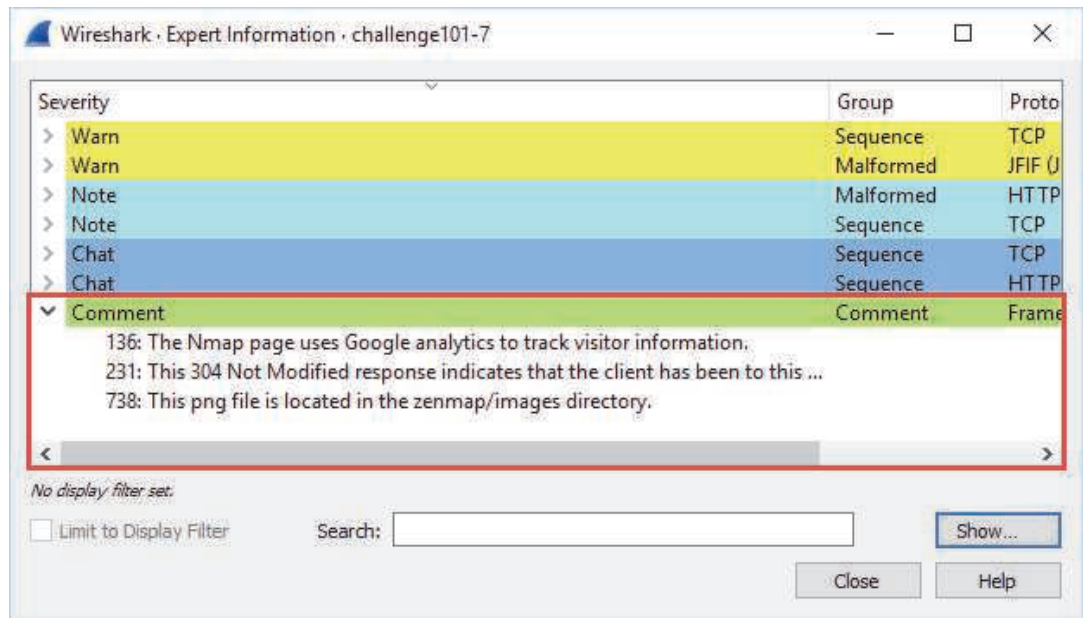 Wireshark · Expert Information · challenge101-7
Severity Group Proto
Warn Sequence TCP
Warn Malformed JFIF (J
Note Malformed HTTP
Note Sequence TCP
Chat Sequence TCP
Chat Sequence HTTP
Comment Comment Frame
136: The Nmap page uses Google analytics to track visitor information.
231: This 304 Not Modified response indicates that the client has been to this ...
738: This png file is located in the zenmap/images directory.
No display filter set.
Limit to Display Filter Search: Show...
Close Help